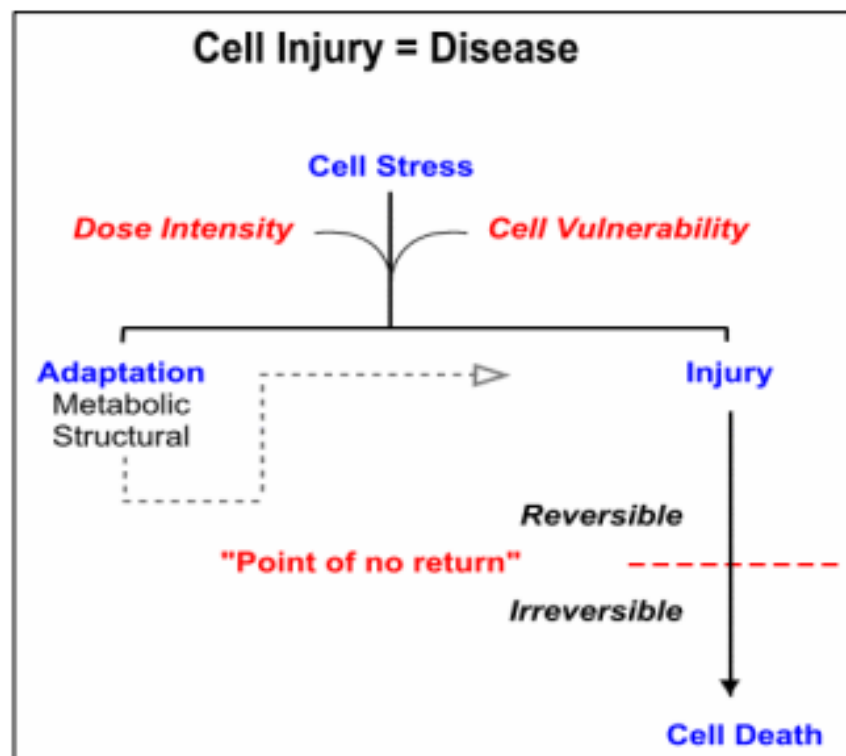 Cell Injury = Disease
Cell Stress
Dose Intensity
Cell Vulnerability
Adaptation
Metabolic
Structural
Injury
Reversible
"Point of no return"
Irreversible
Cell Death